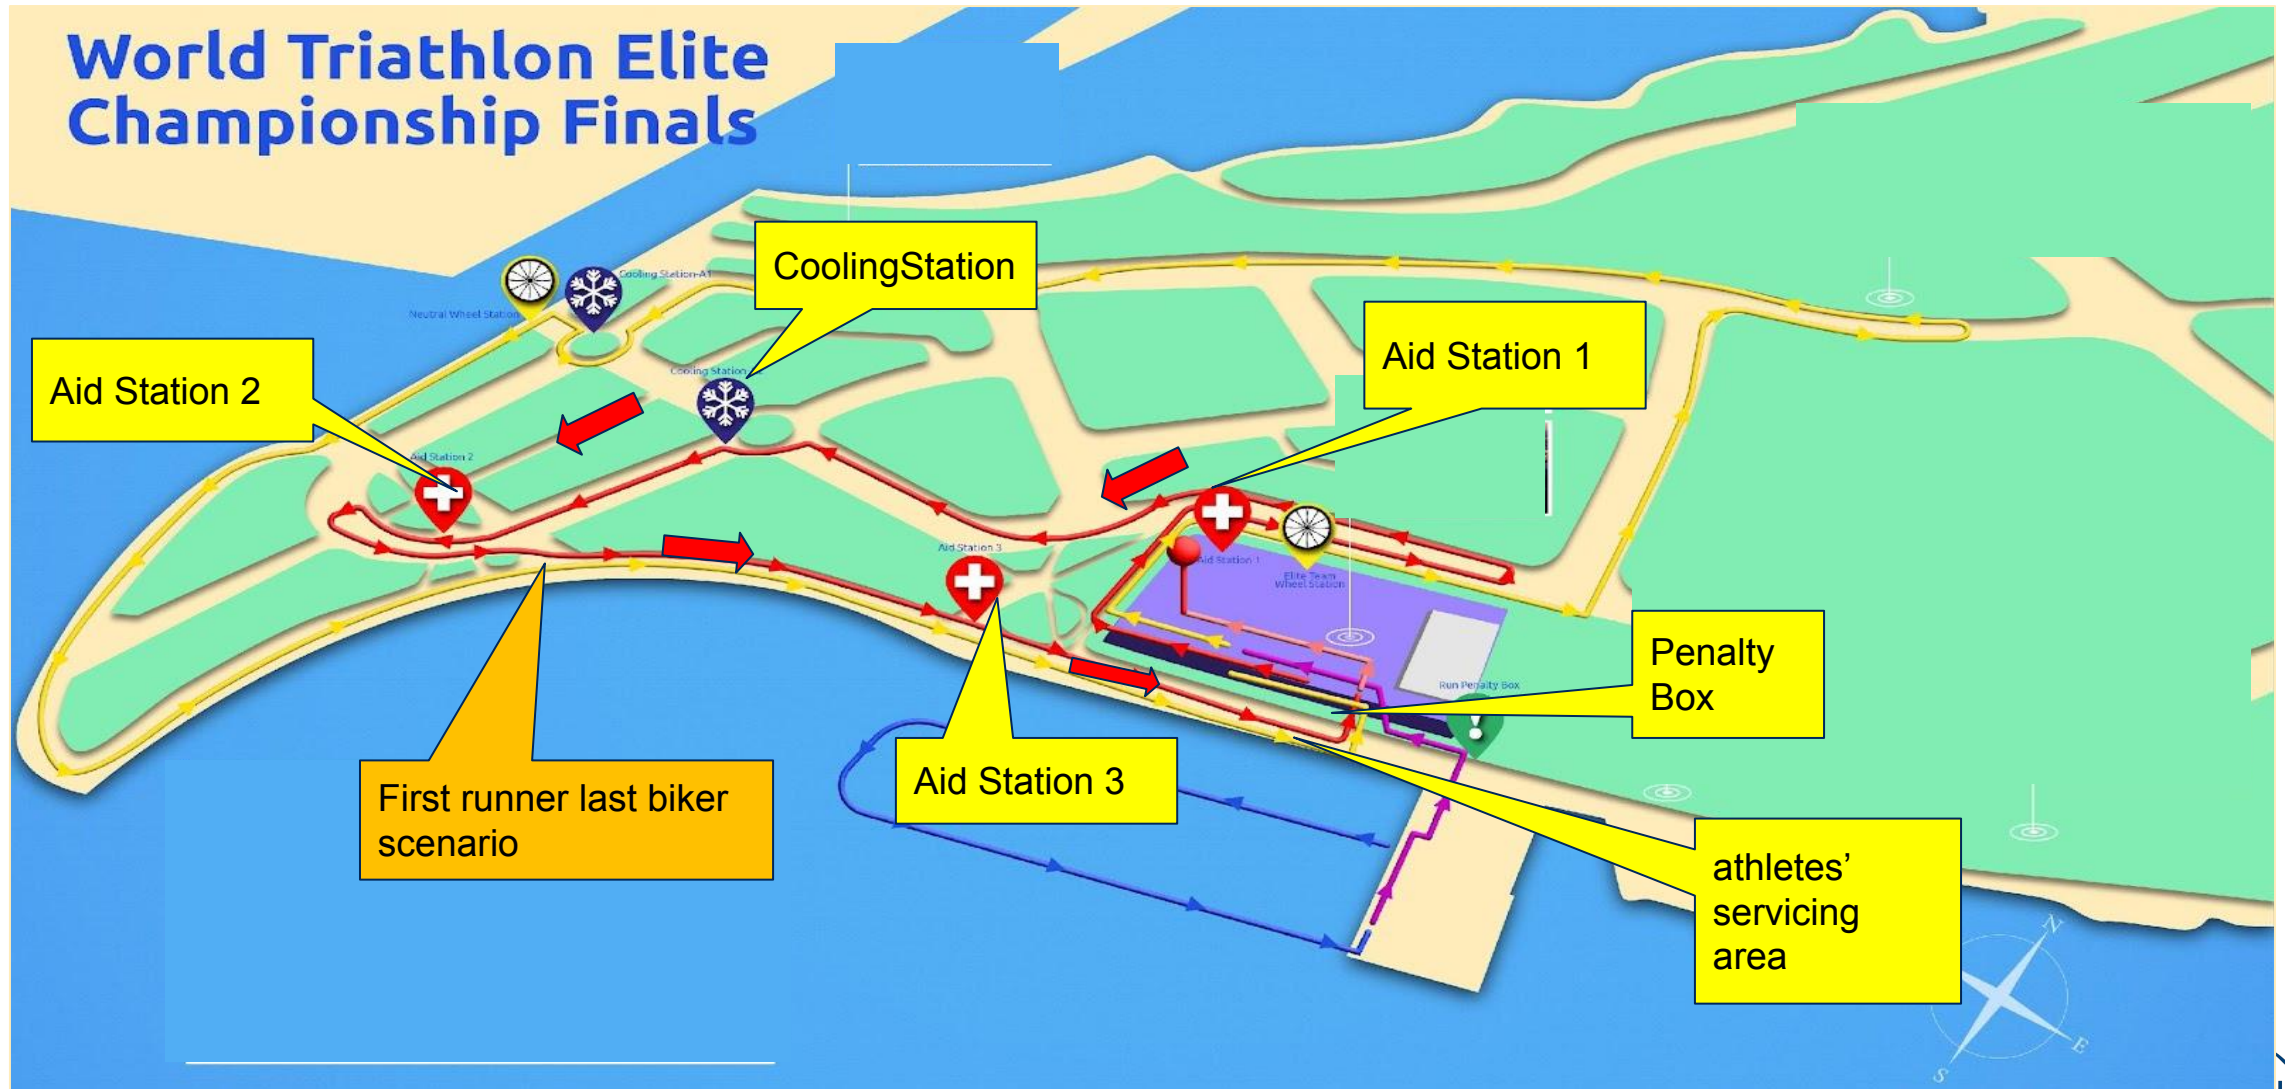 World Triathlon Elite
Championship Finals
CoolingStation
Cooling Station-A1
Neutral Wheel Station
Aid Station 1
Aid Station 2
Cooling Station
Aid Station 2
Aid Station 3
Aid Station 1
Elite Team
Wheel Station
Penalty
Box
Run Penalty Box
First runner last biker
scenario
Aid Station 3
athletes’
servicing
area
N
E
S